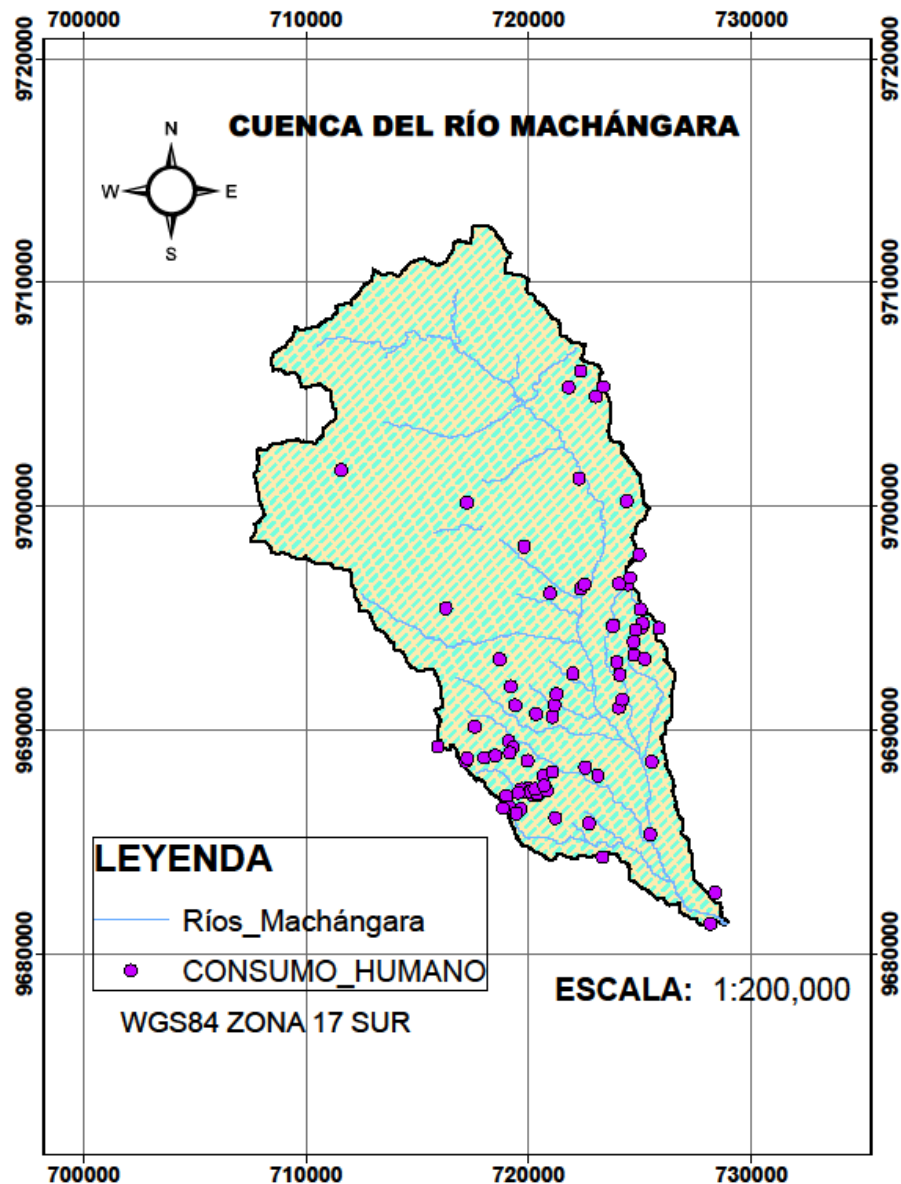 700000 710000 720000 730000
9720000 9720000
CUENCA DEL RÍO MACHÁNGARA
N
W E
S
9710000 9710000
9700000 9700000
9690000 9690000
LEYENDA
Ríos_Machángara
CONSUMO_HUMANO
9680000 9680000
ESCALA: 1:200,000
WGS84 ZONA 17 SUR
700000 710000 720000 730000